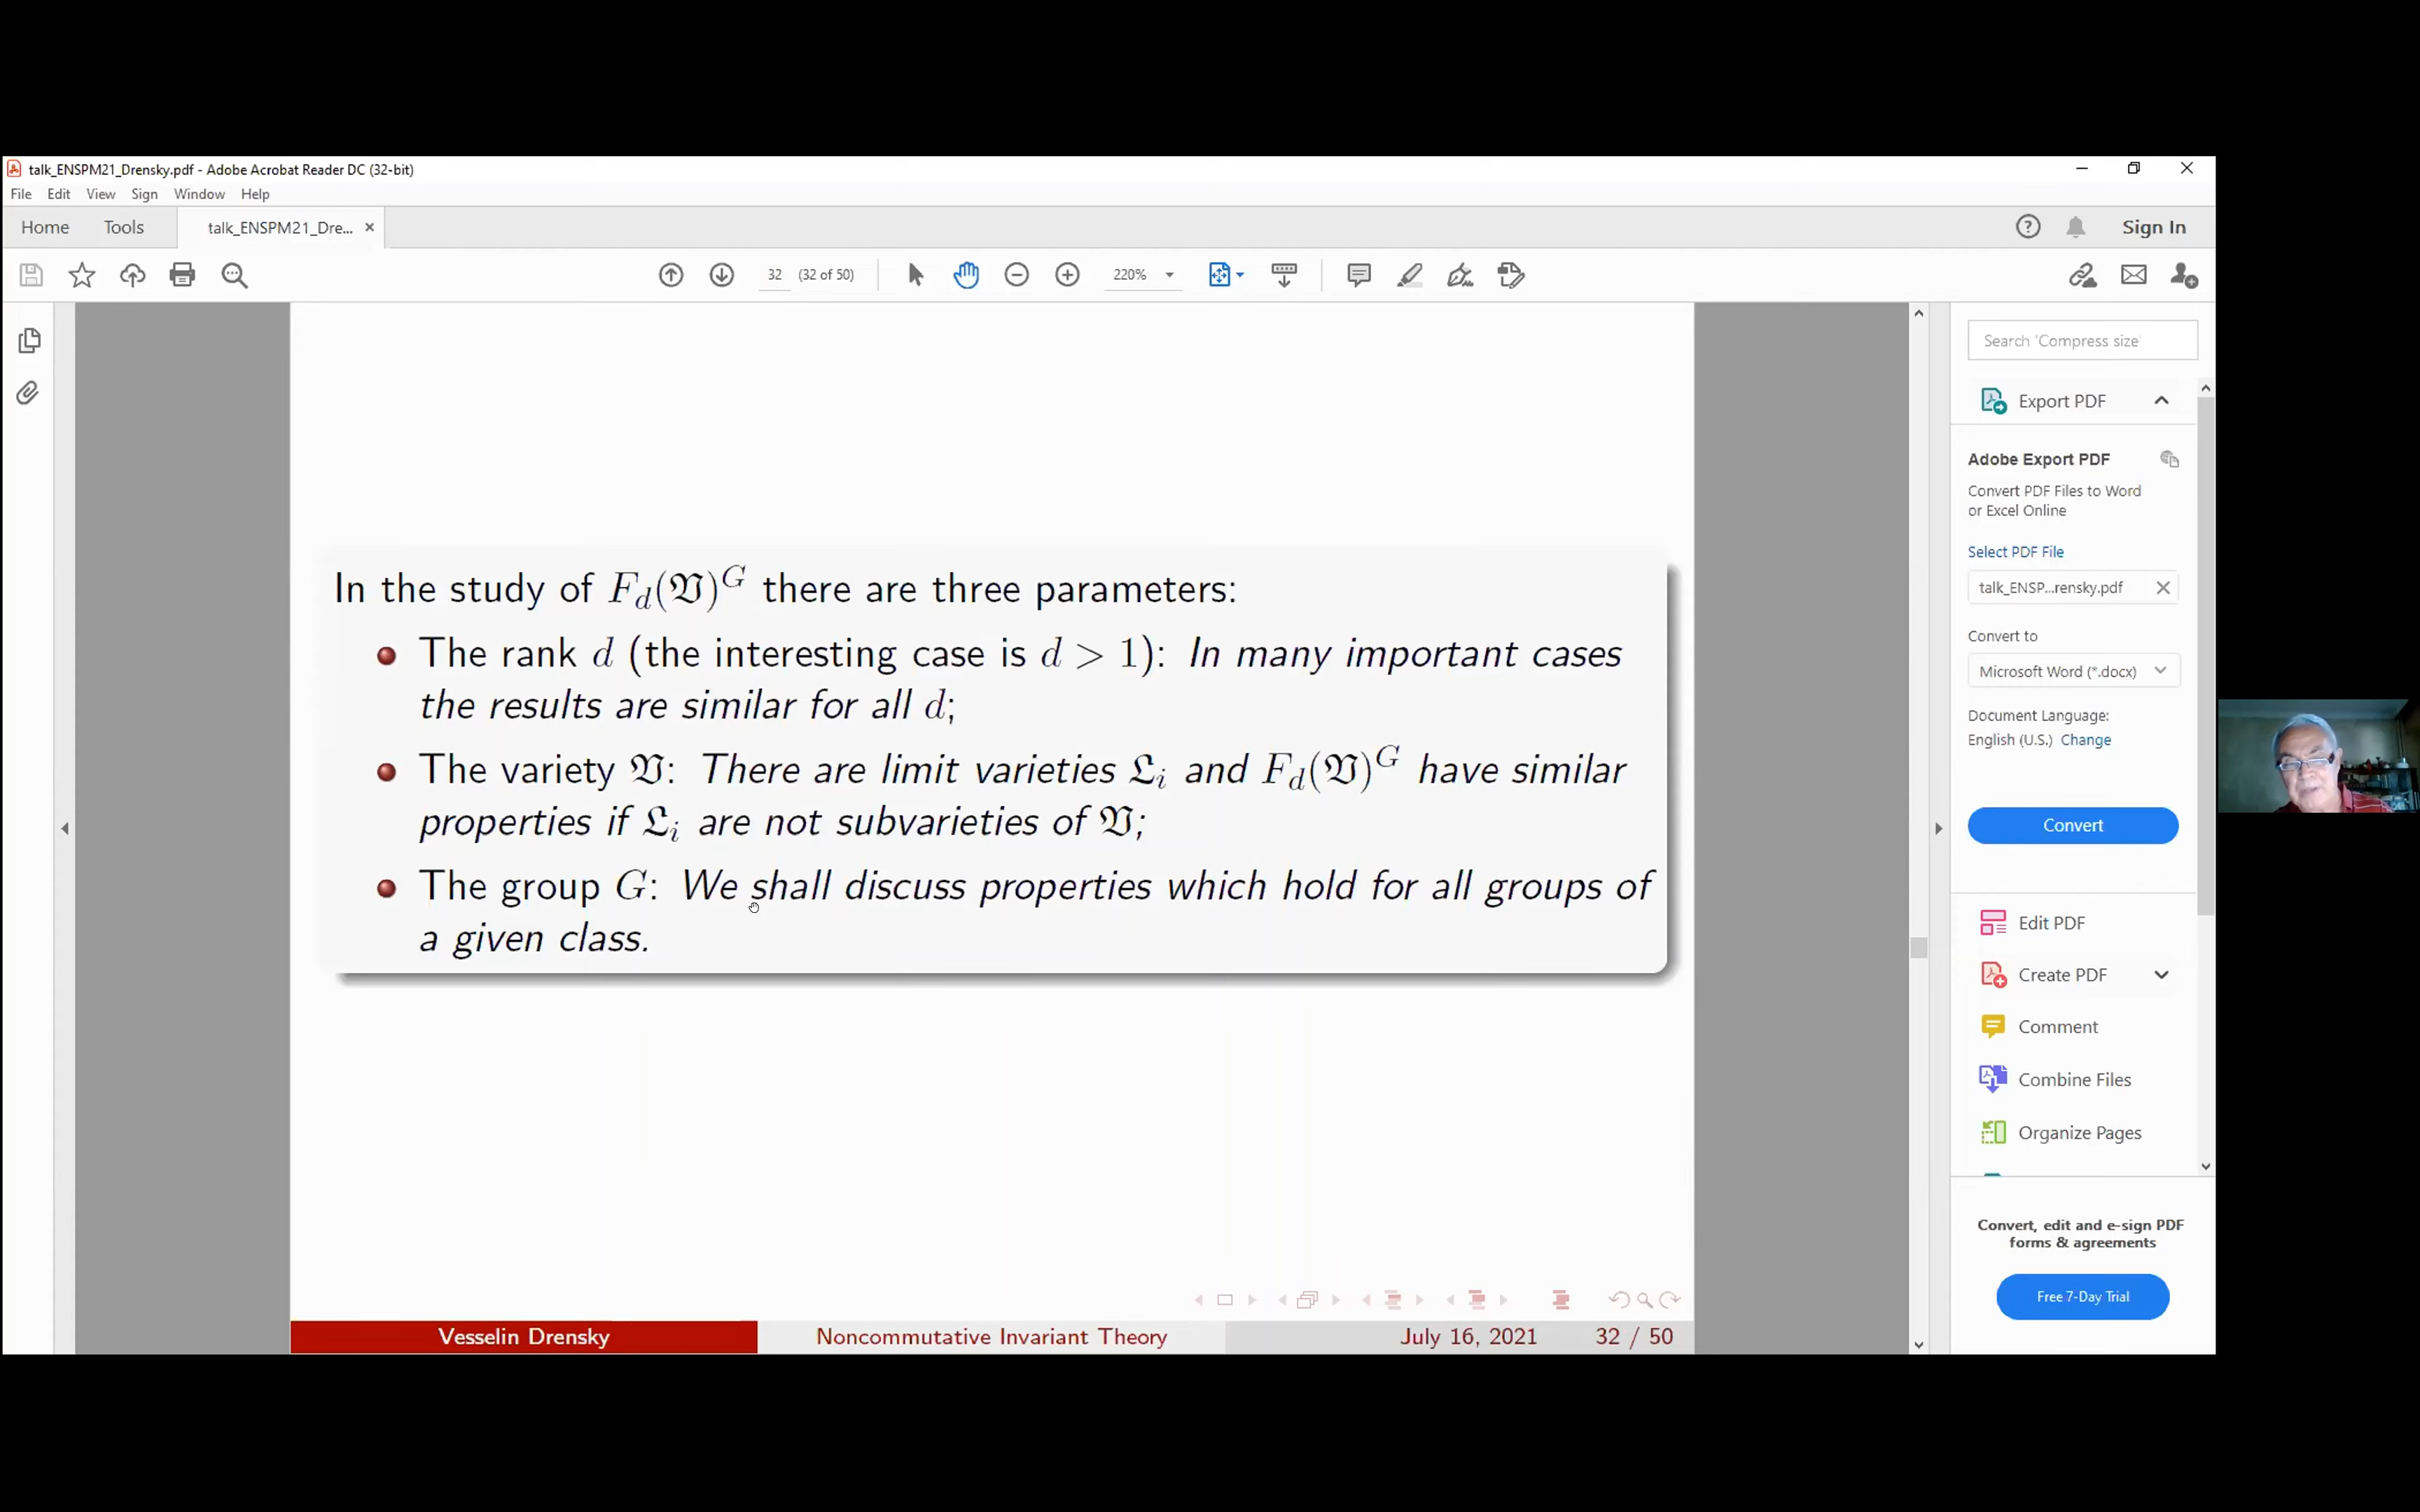 talk_ENSPM21_Drensky.pdf - Adobe Acrobat Reader DC (32-bit)
File Edit View Sign Window Help
Home Tools talk_ENSPM21_Dre... ×
Sign In
32 (32 of 50) 220%
In the study of F_d(𝔙)^G there are three parameters:
The rank d (the interesting case is d > 1): In many important cases
the results are similar for all d;
The variety 𝔙: There are limit varieties 𝔏_i and F_d(𝔙)^G have similar
properties if 𝔏_i are not subvarieties of 𝔙;
The group G: We shall discuss properties which hold for all groups of
a given class.
Vesselin Drensky Noncommutative Invariant Theory July 16, 2021 32 / 50
Search 'Compress size'
Export PDF
Adobe Export PDF
Convert PDF Files to Word
or Excel Online
Select PDF File
talk_ENSP...rensky.pdf
Convert to
Microsoft Word (*.docx)
Document Language:
English (U.S.) Change
Convert
Edit PDF
Create PDF
Comment
Combine Files
Organize Pages
Convert, edit and e-sign PDF
forms & agreements
Free 7-Day Trial